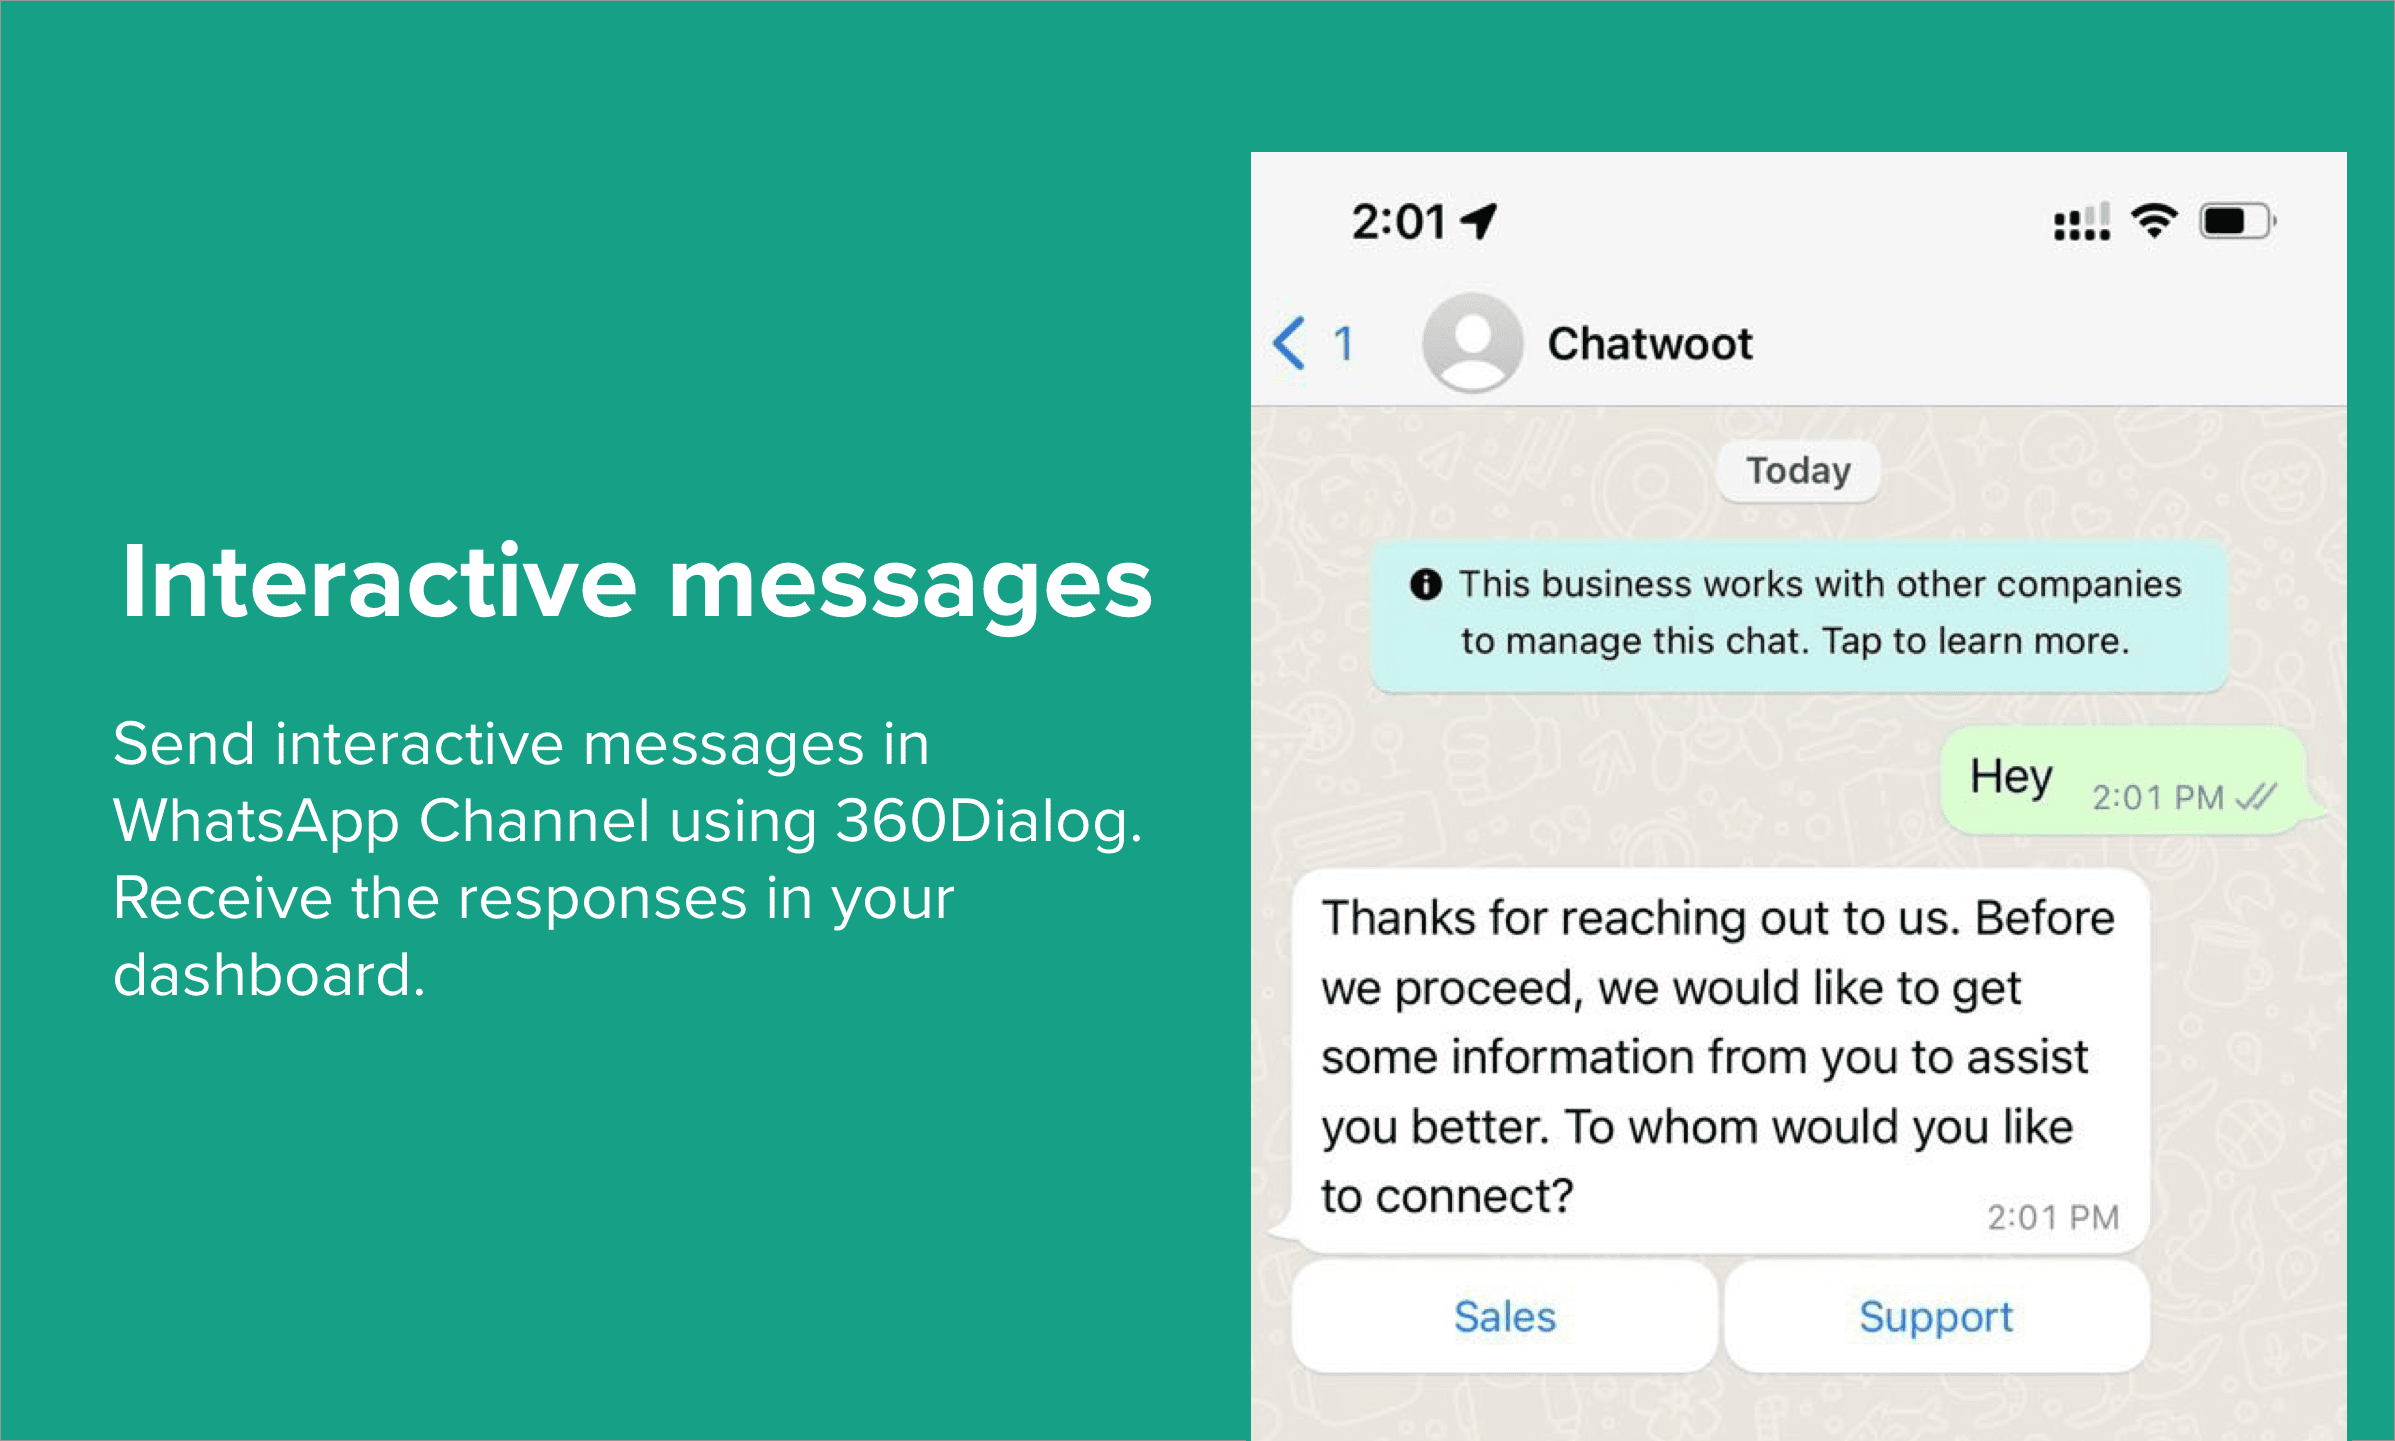 Interactive messages
Send interactive messages in
WhatsApp Channel using 360Dialog.
Receive the responses in your
dashboard.
2:01
1
Chatwoot
Today
This business works with other companies
to manage this chat. Tap to learn more.
Hey
2:01 PM
Thanks for reaching out to us. Before
we proceed, we would like to get
some information from you to assist
you better. To whom would you like
to connect?
2:01 PM
Sales
Support